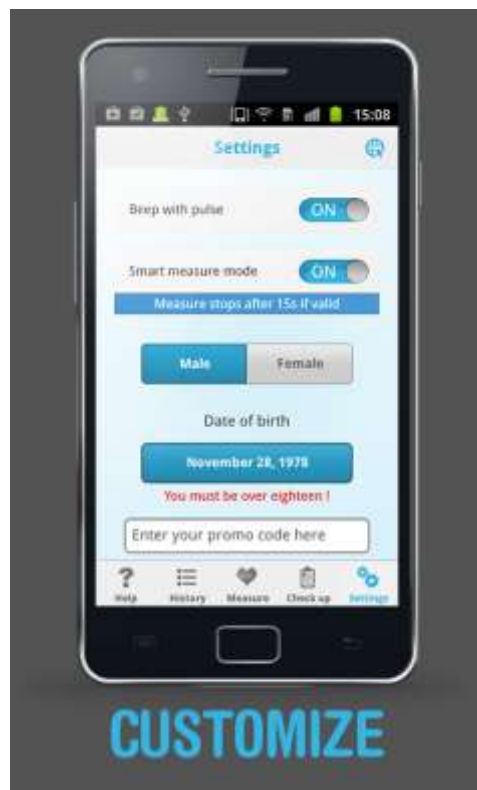 15:08
Settings
Beep with pulse
ON
Smart measure mode
ON
Measure stops after 15s if valid
Male Female
Date of birth
November 28, 1978
You must be over eighteen !
Enter your promo code here
Help History Measure Check up Settings
CUSTOMIZE